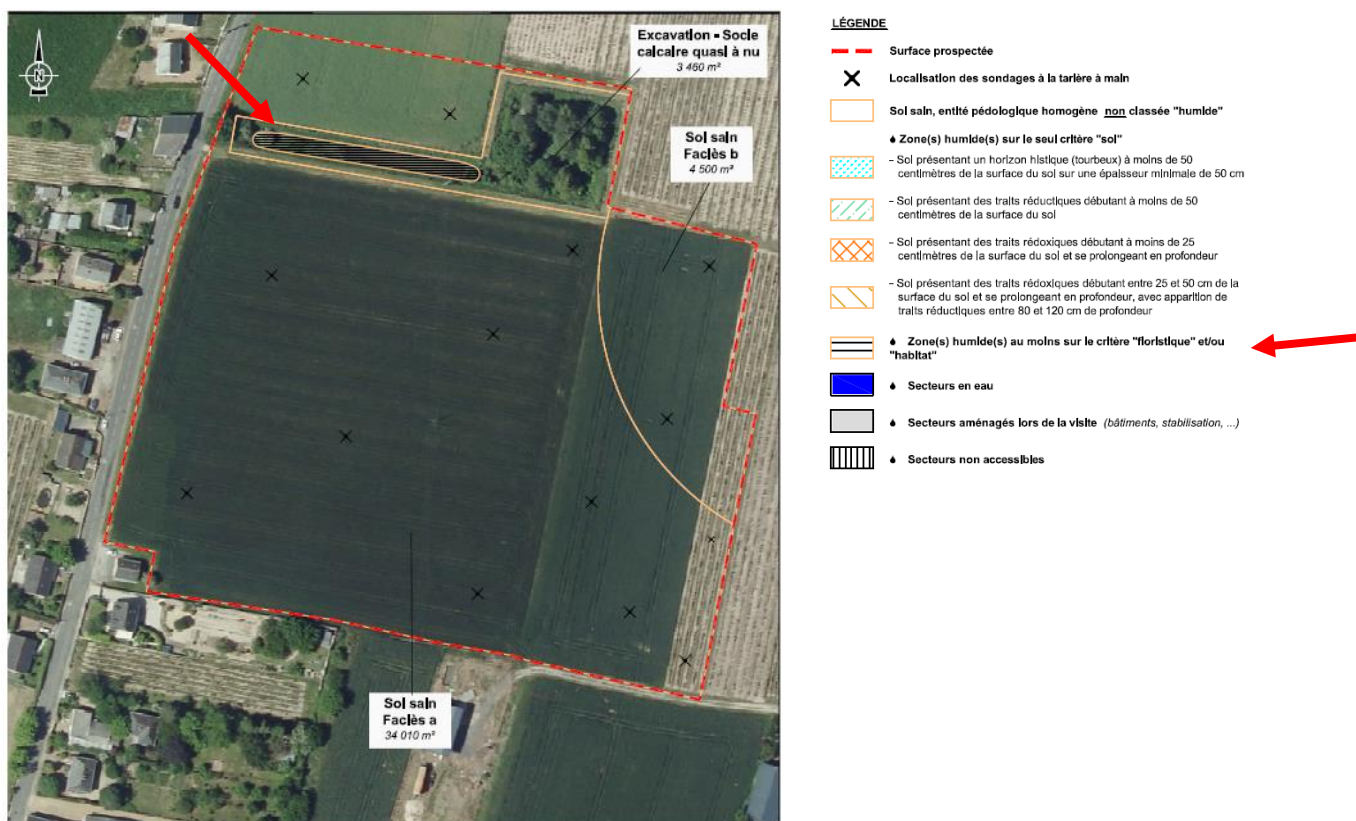 N
Excavation - Socle
calcaire quasi à nu
3 460 m²
Sol sain
Faciès b
4 500 m²
Sol sain
Faciès a
34 010 m²
LÉGENDE
Surface prospectée
Localisation des sondages à la tarière à main
Sol sain, entité pédologique homogène non classée "humide"
Zone(s) humide(s) sur le seul critère "sol"
– Sol présentant un horizon histique (tourbeux) à moins de 50
centimètres de la surface du sol sur une épaisseur minimale de 50 cm
– Sol présentant des traits réductiques débutant à moins de 50
centimètres de la surface du sol
– Sol présentant des traits rédoxiques débutant à moins de 25
centimètres de la surface du sol et se prolongeant en profondeur
– Sol présentant des traits rédoxiques débutant entre 25 et 50 cm de la
surface du sol et se prolongeant en profondeur, avec apparition de
traits réductiques entre 80 et 120 cm de profondeur
Zone(s) humide(s) au moins sur le critère "floristique" et/ou
"habitat"
Secteurs en eau
Secteurs aménagés lors de la visite (bâtiments, stabilisation, ...)
Secteurs non accessibles